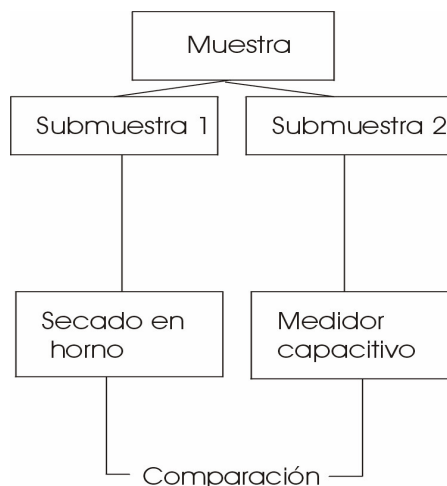 Muestra
Submuestra 1
Submuestra 2
Secado en
horno
Medidor
capacitivo
Comparación